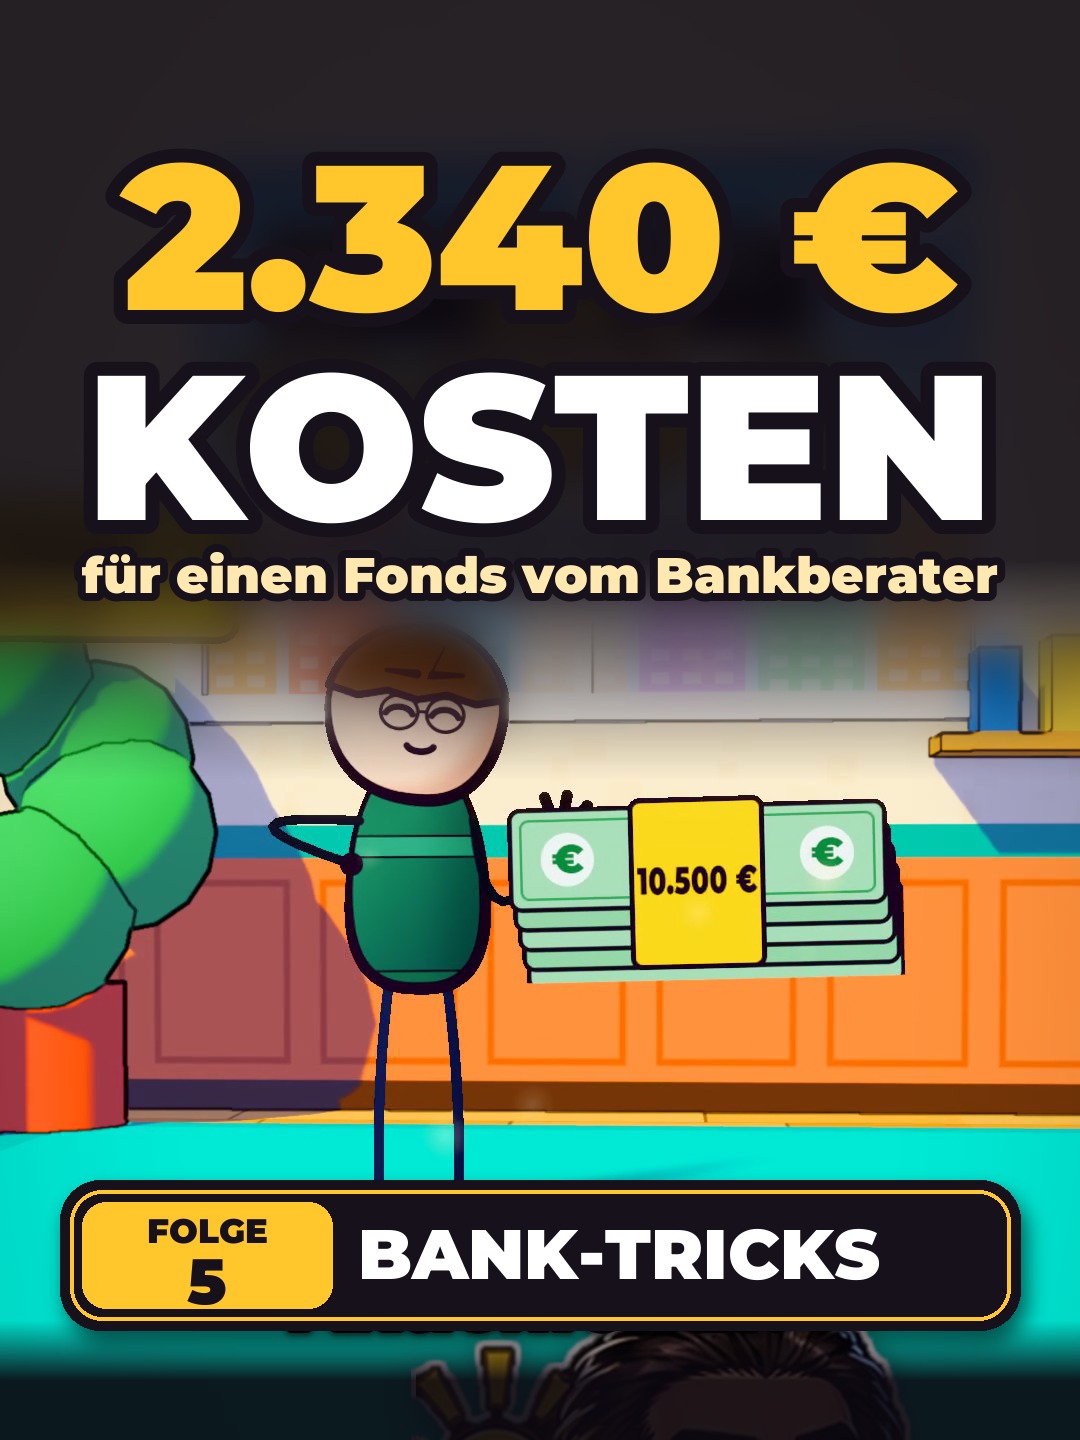 2.340 €
KOSTEN
für einen Fonds vom Bankberater
€
10.500 €
€
FOLGE
5
BANK-TRICKS